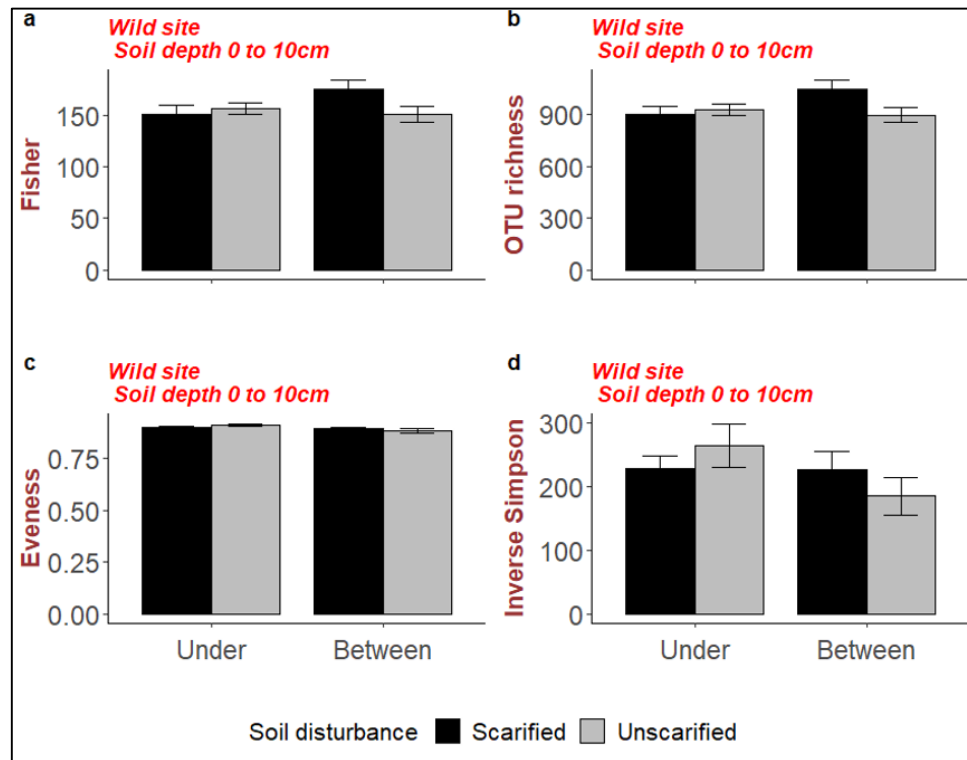 a
Wild site
Soil depth 0 to 10cm
Fisher
150
100
50
0
b
Wild site
Soil depth 0 to 10cm
OTU richness
900
600
300
0
c
Wild site
Soil depth 0 to 10cm
Eveness
0.75
0.50
0.25
0.00
Under
Between
d
Wild site
Soil depth 0 to 10cm
Inverse Simpson
300
200
100
0
Under
Between
Soil disturbance Scarified Unscarified